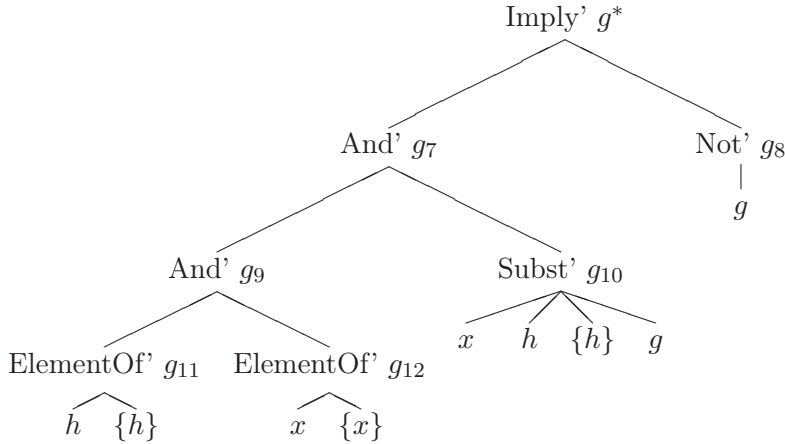 Imply’ g*
And’ g₇ Not’ g₈
g
And’ g₉ Subst’ g₁₀
x h {h} g
ElementOf’ g₁₁ ElementOf’ g₁₂
h {h} x {x}